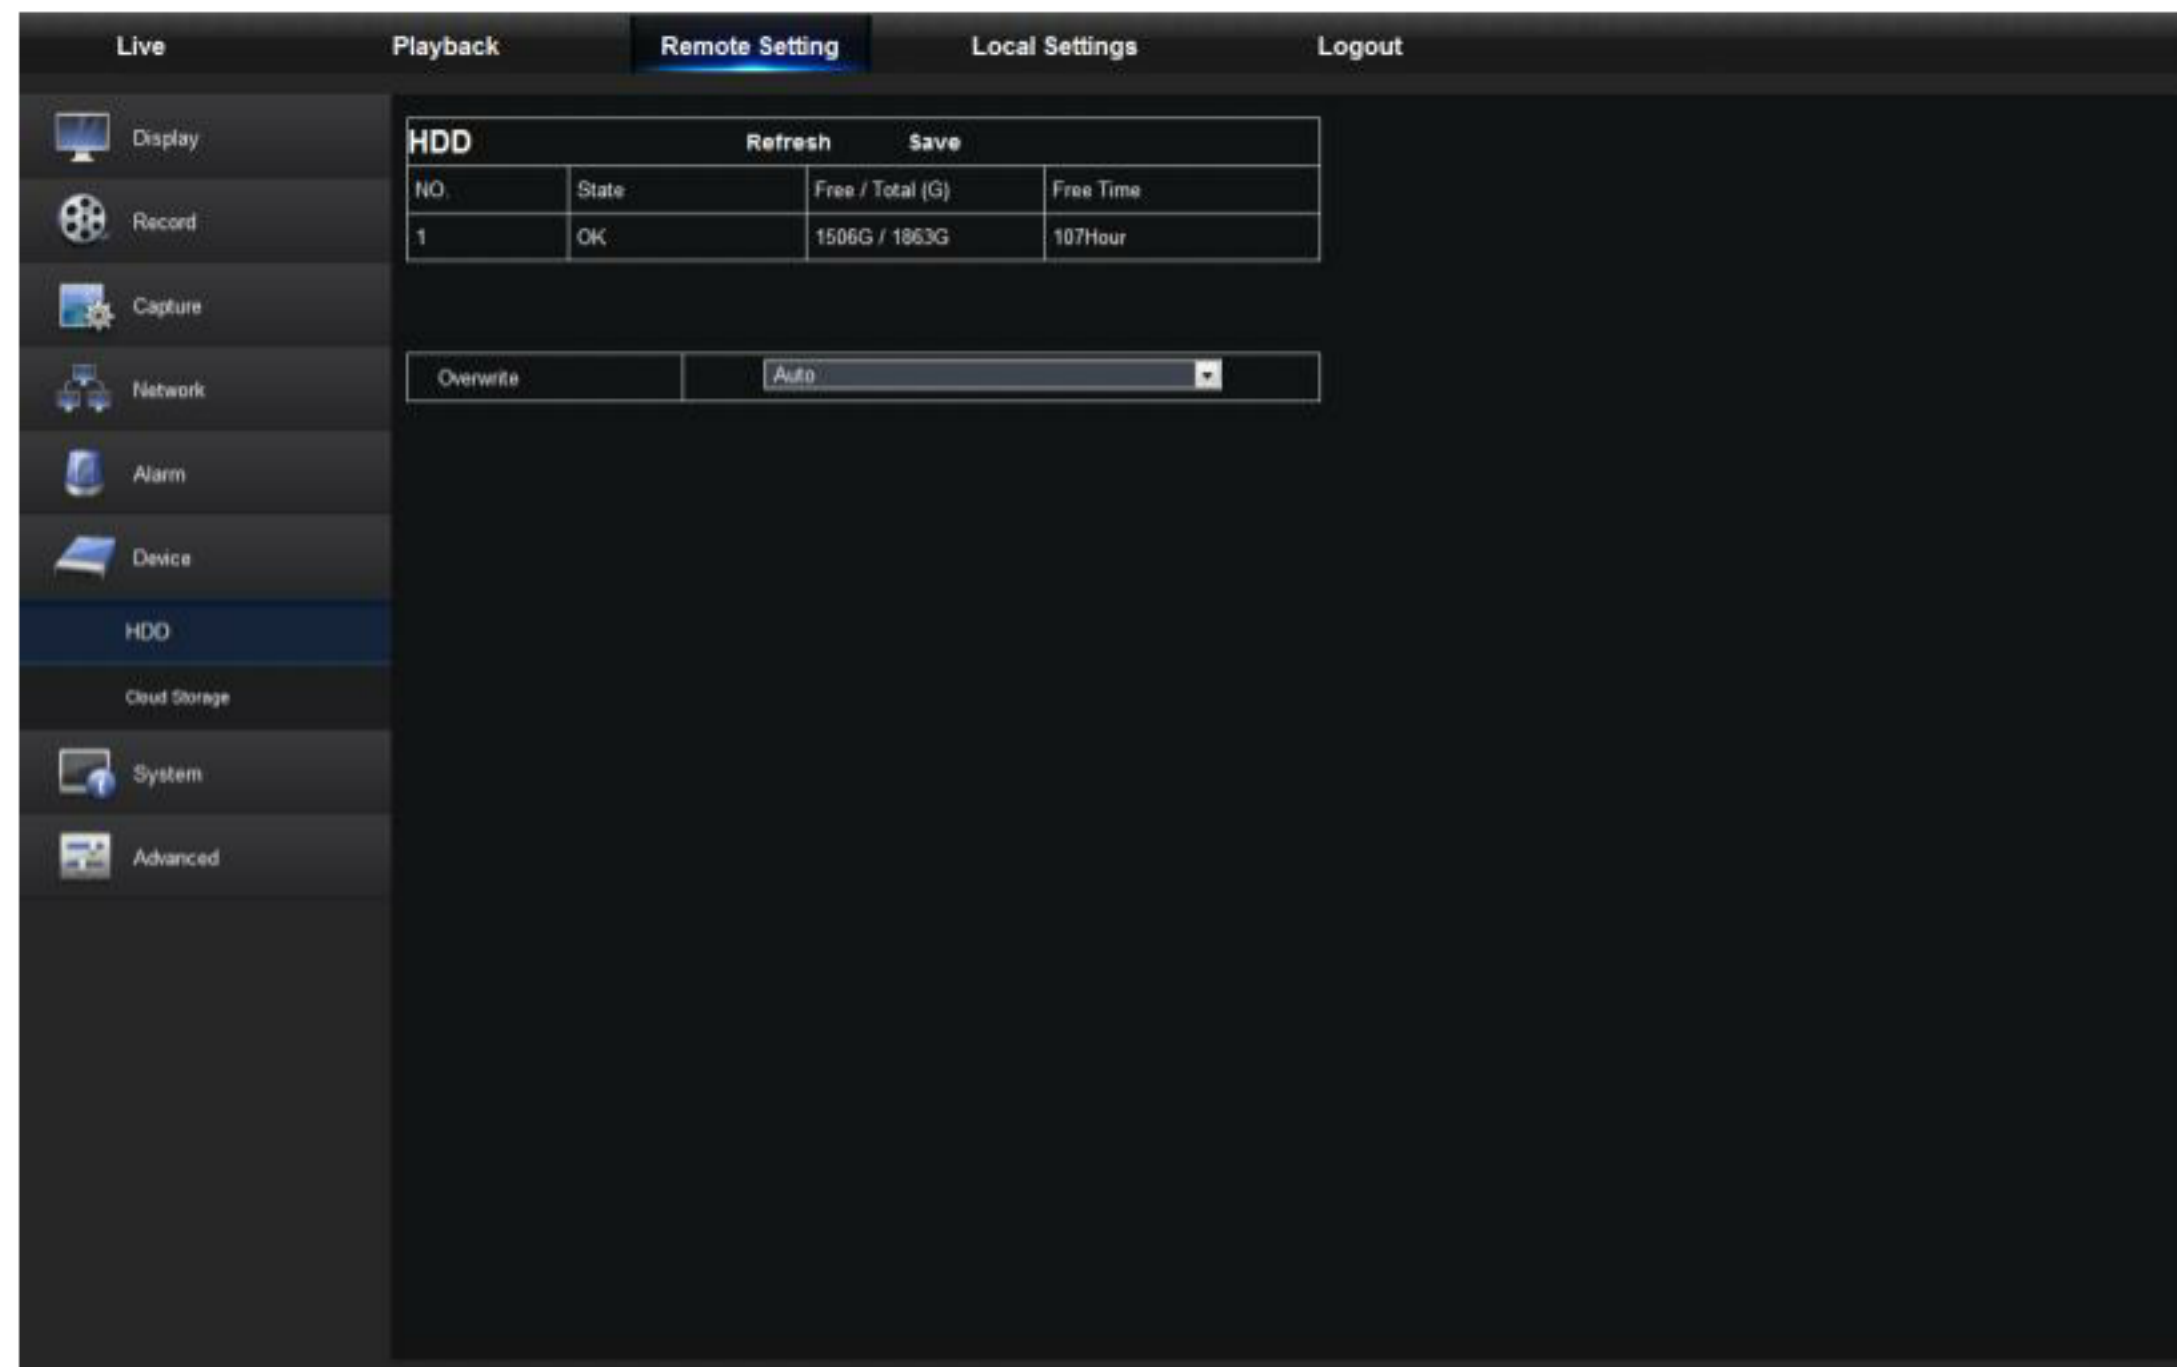 Live Playback Remote Setting Local Settings Logout
Display
Record
Capture
Network
Alarm
Device
HDD
Cloud Storage
System
Advanced
HDD Refresh Save
NO. State Free / Total (G) Free Time
1 OK 1506G / 1863G 107Hour
Overwrite Auto